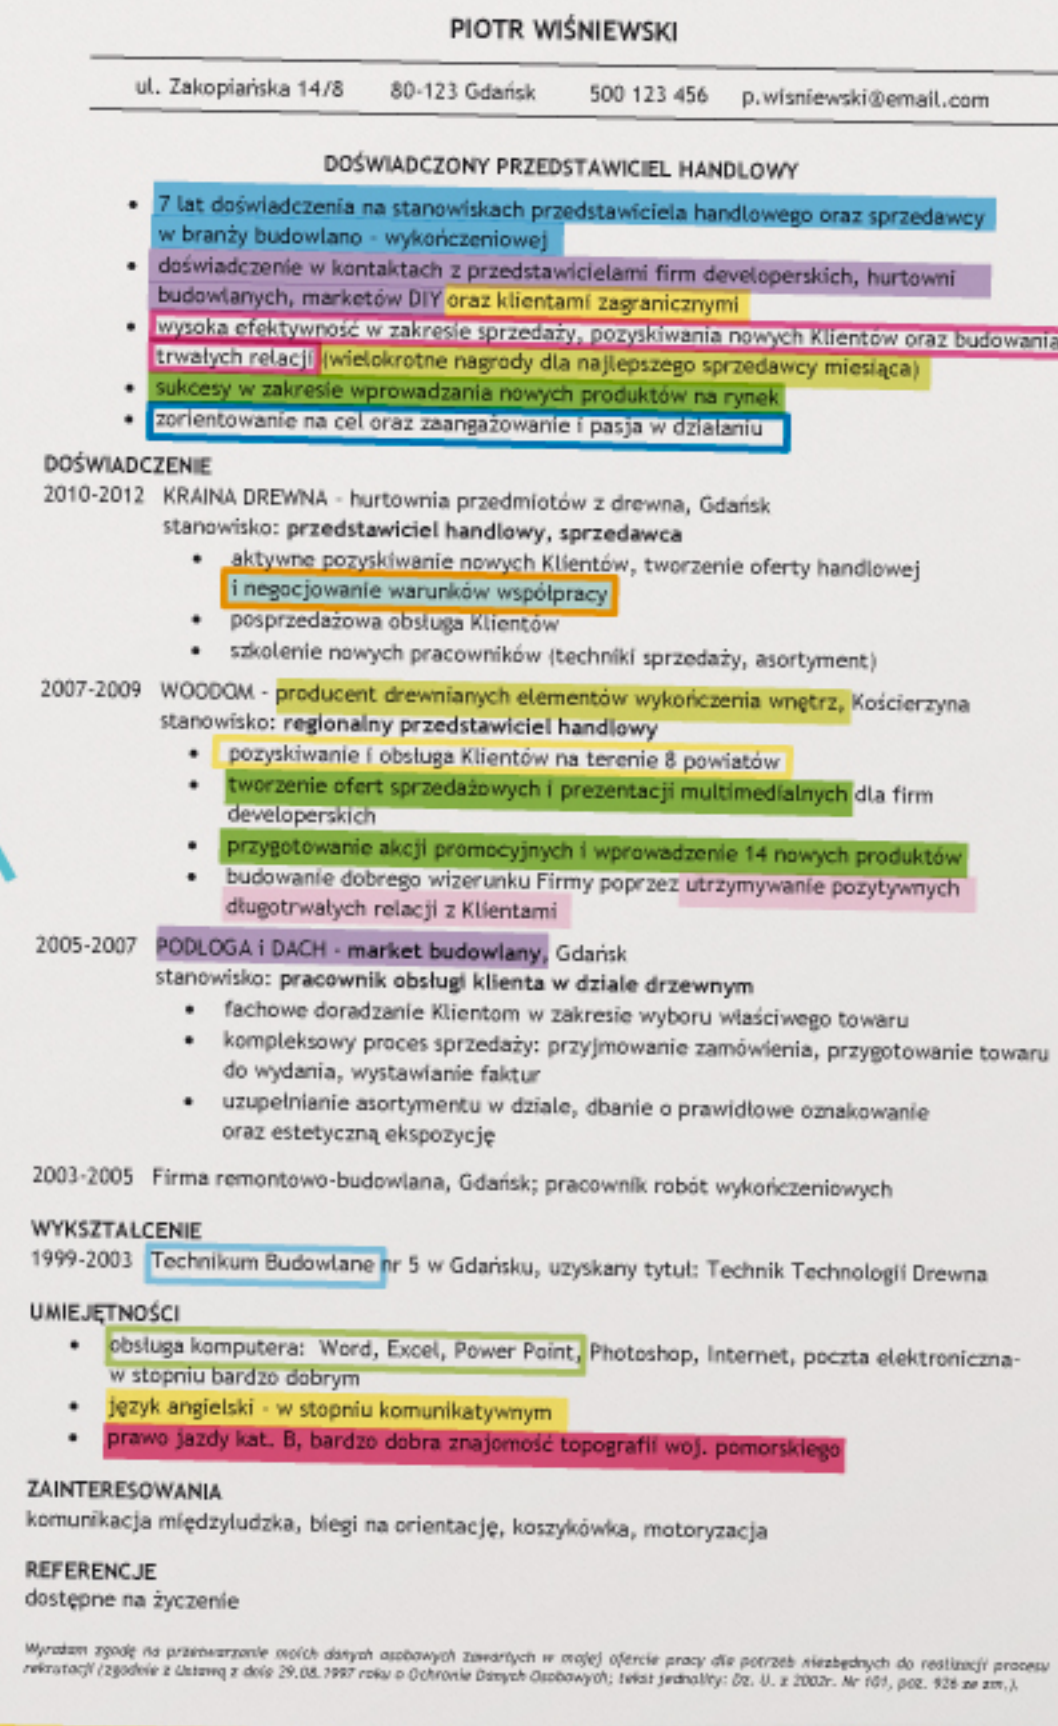 PIOTR WIŚNIEWSKI
ul. Zakopiańska 14/8 80-123 Gdańsk 500 123 456 p.wisniewski@email.com
DOŚWIADCZONY PRZEDSTAWICIEL HANDLOWY
• 7 lat doświadczenia na stanowiskach przedstawiciela handlowego oraz sprzedawcy
w branży budowlano - wykończeniowej
• doświadczenie w kontaktach z przedstawicielami firm developerskich, hurtowni
budowlanych, marketów DIY oraz klientami zagranicznymi
• wysoka efektywność w zakresie sprzedaży, pozyskiwania nowych Klientów oraz budowania
trwałych relacji (wielokrotne nagrody dla najlepszego sprzedawcy miesiąca)
• sukcesy w zakresie wprowadzania nowych produktów na rynek
• zorientowanie na cel oraz zaangażowanie i pasja w działaniu
DOŚWIADCZENIE
2010-2012 KRAINA DREWNA - hurtownia przedmiotów z drewna, Gdańsk
stanowisko: przedstawiciel handlowy, sprzedawca
• aktywne pozyskiwanie nowych Klientów, tworzenie oferty handlowej
i negocjowanie warunków współpracy
• posprzedażowa obsługa Klientów
• szkolenie nowych pracowników (techniki sprzedaży, asortyment)
2007-2009 WOODOM - producent drewnianych elementów wykończenia wnętrz, Kościerzyna
stanowisko: regionalny przedstawiciel handlowy
• pozyskiwanie i obsługa Klientów na terenie 8 powiatów
• tworzenie ofert sprzedażowych i prezentacji multimedialnych dla firm
developerskich
• przygotowanie akcji promocyjnych i wprowadzenie 14 nowych produktów
• budowanie dobrego wizerunku Firmy poprzez utrzymywanie pozytywnych
długotrwałych relacji z Klientami
2005-2007 PODLOGA i DACH - market budowlany, Gdańsk
stanowisko: pracownik obsługi klienta w dziale drzewnym
• fachowe doradzanie Klientom w zakresie wyboru właściwego towaru
• kompleksowy proces sprzedaży: przyjmowanie zamówienia, przygotowanie towaru
do wydania, wystawianie faktur
• uzupełnianie asortymentu w dziale, dbanie o prawidłowe oznakowanie
oraz estetyczną ekspozycję
2003-2005 Firma remontowo-budowlana, Gdańsk; pracownik robót wykończeniowych
WYKSZTALCENIE
1999-2003 Technikum Budowlane nr 5 w Gdańsku, uzyskany tytuł: Technik Technologii Drewna
UMIEJĘTNOŚCI
• obsługa komputera: Word, Excel, Power Point, Photoshop, Internet, poczta elektroniczna-
w stopniu bardzo dobrym
• język angielski - w stopniu komunikatywnym
• prawo jazdy kat. B, bardzo dobra znajomość topografii woj. pomorskiego
ZAINTERESOWANIA
komunikacja międzyludzka, biegi na orientację, koszykówka, motoryzacja
REFERENCJE
dostępne na życzenie
Wyrażam zgodę na przetwarzanie moich danych osobowych zawartych w mojej ofercie pracy dla potrzeb niezbędnych do realizacji procesu
rekrutacji (zgodnie z Ustawą z dnia 29.08.1997 roku o Ochronie Danych Osobowych; tekst jednolity: Dz. U. z 2002r. Nr 101, poz. 926 ze zm.).